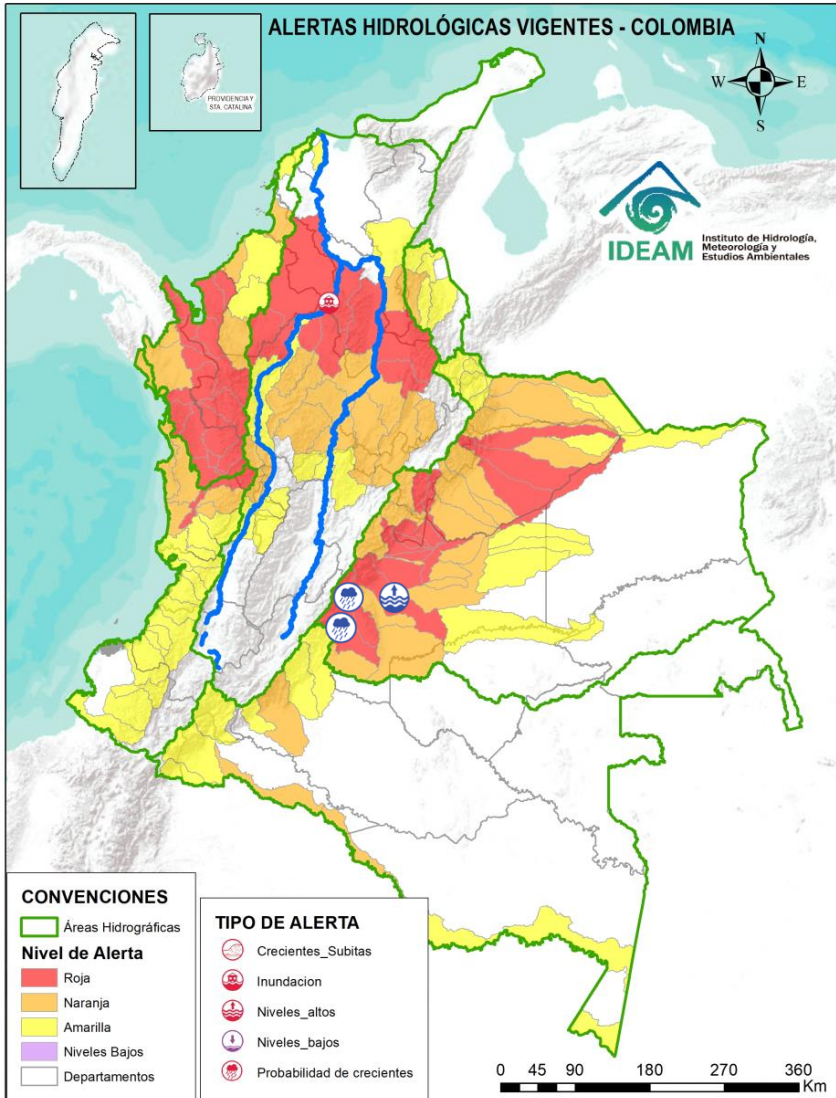 ALERTAS HIDROLÓGICAS VIGENTES - COLOMBIA
PROVIDENCIA Y
STA. CATALINA
N
W
E
S
IDEAM
Instituto de Hidrología,
Meteorología y
Estudios Ambientales
CONVENCIONES
Áreas Hidrográficas
Nivel de Alerta
Roja
Naranja
Amarilla
Niveles Bajos
Departamentos
TIPO DE ALERTA
Crecientes_Subitas
Inundacion
Niveles_altos
Niveles_bajos
Probabilidad de crecientes
0 45 90 180 270 360
Km